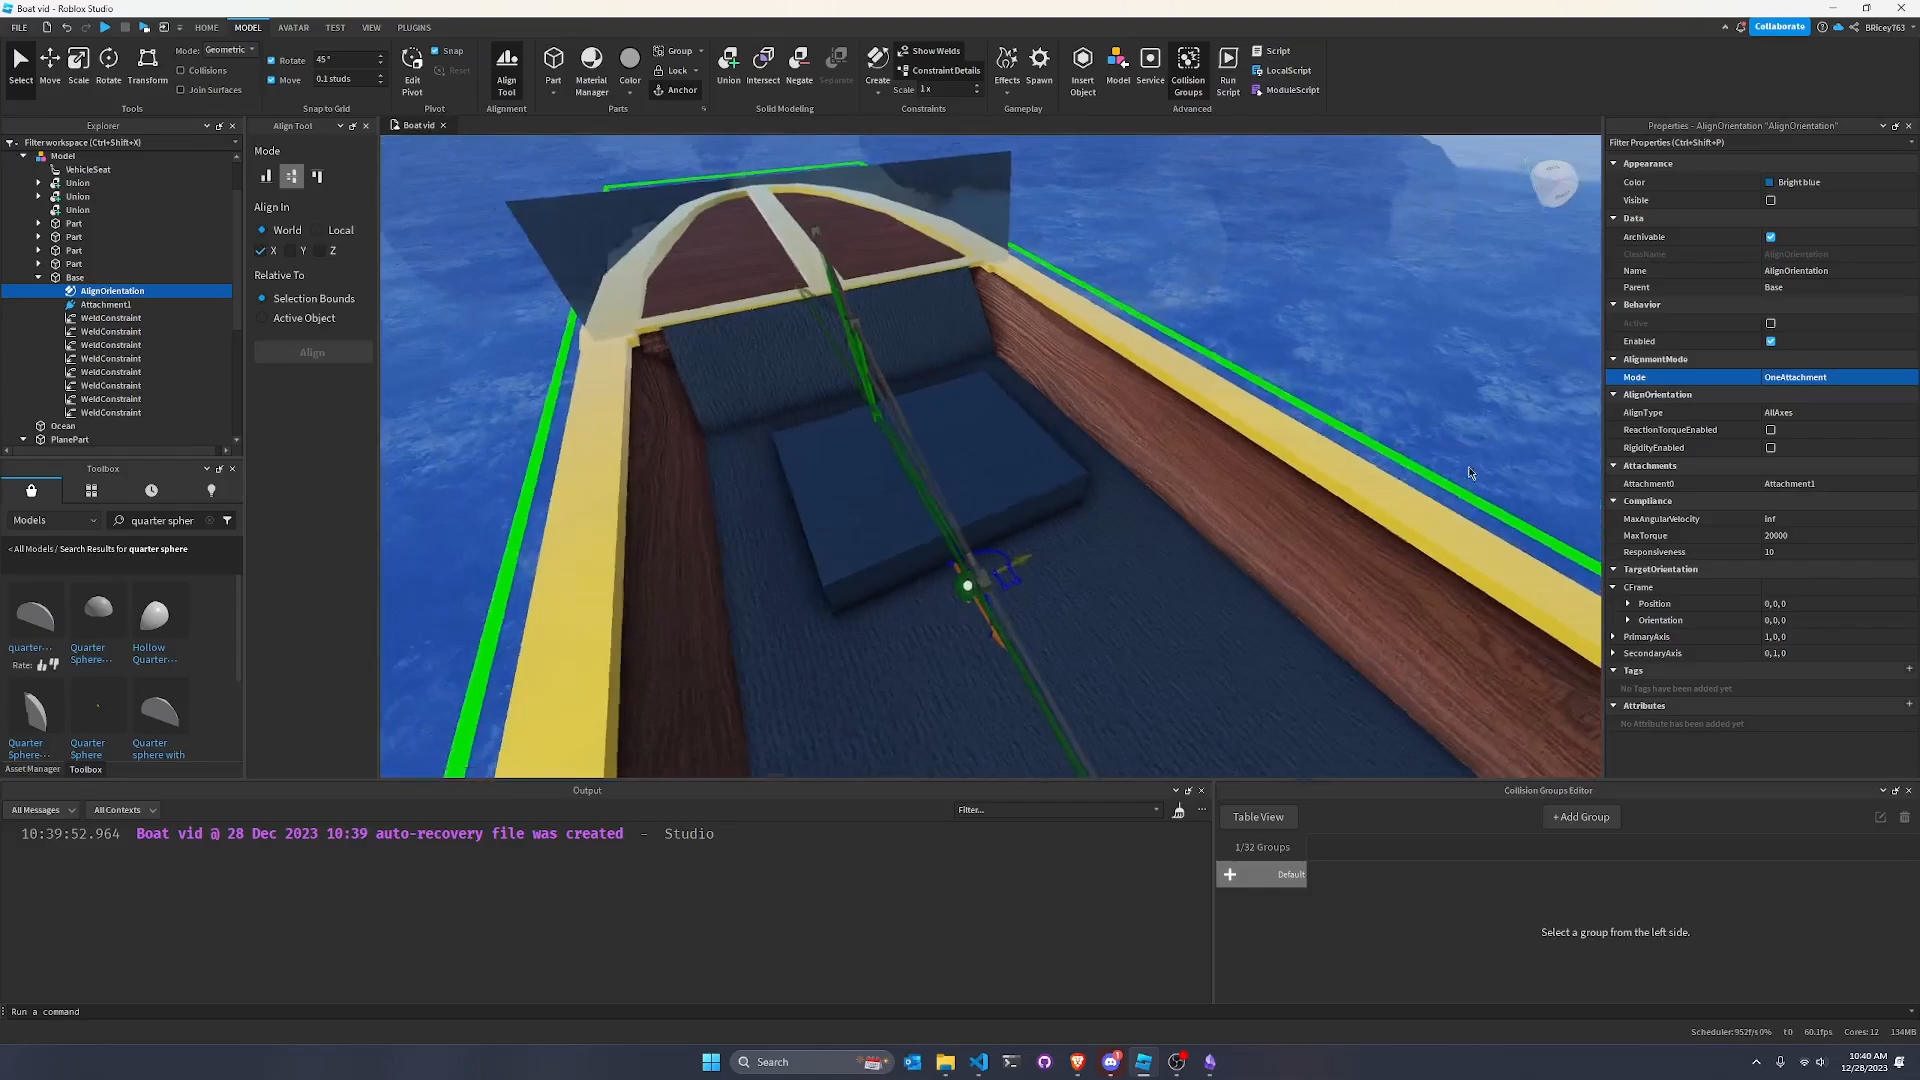 Boat vid - Roblox Studio
FILE HOME MODEL AVATAR TEST VIEW PLUGINS
Collaborate BRicey763
Select Move Scale Rotate Transform
Mode: Geometric
Collisions
Join Surfaces
Tools
Rotate 45°
Move 0.1 studs
Snap to Grid
Edit Pivot
Snap
Reset
Pivot
Align Tool
Alignment
Part Material Manager Color
Group
Lock
Anchor
Parts
Union Intersect Negate Separate
Solid Modeling
Create
Show Welds
Constraint Details
Scale 1 x
Constraints
Effects Spawn
Gameplay
Insert Object Model Service Collision Groups Run Script
Script
LocalScript
ModuleScript
Advanced
Explorer
Filter workspace (Ctrl+Shift+X)
Model
VehicleSeat
Union
Union
Union
Part
Part
Part
Part
Base
AlignOrientation
Attachment1
WeldConstraint
WeldConstraint
WeldConstraint
WeldConstraint
WeldConstraint
WeldConstraint
WeldConstraint
WeldConstraint
Ocean
PlanePart
Toolbox
Models quarter spher
< All Models / Search Results for quarter sphere
quarter...
Rate:
Quarter Sphere...
Hollow Quarter...
Quarter Sphere...
Quarter Sphere
Quarter sphere with
Asset Manager Toolbox
Align Tool
Mode
Align In
World Local
X Y Z
Relative To
Selection Bounds
Active Object
Align
Boat vid
Properties - AlignOrientation "AlignOrientation"
Filter Properties (Ctrl+Shift+P)
Appearance
Color Bright blue
Visible
Data
Archivable
ClassName AlignOrientation
Name AlignOrientation
Parent Base
Behavior
Active
Enabled
AlignmentMode
Mode OneAttachment
AlignOrientation
AlignType AllAxes
ReactionTorqueEnabled
RigidityEnabled
Attachments
Attachment0 Attachment1
Compliance
MaxAngularVelocity inf
MaxTorque 20000
Responsiveness 10
TargetOrientation
CFrame
Position 0,0,0
Orientation 0,0,0
PrimaryAxis 1,0,0
SecondaryAxis 0,1,0
Tags +
No Tags have been added yet
Attributes +
No Attribute has been added yet
Output
All Messages All Contexts Filter...
10:39:52.964 Boat vid @ 28 Dec 2023 10:39 auto-recovery file was created - Studio
Collision Groups Editor
Table View + Add Group
1/32 Groups
+ Default
Select a group from the left side.
Run a command
Scheduler:952f/s0% t0 60.1fps Cores: 12 134MB
Search
10:40 AM
12/28/2023